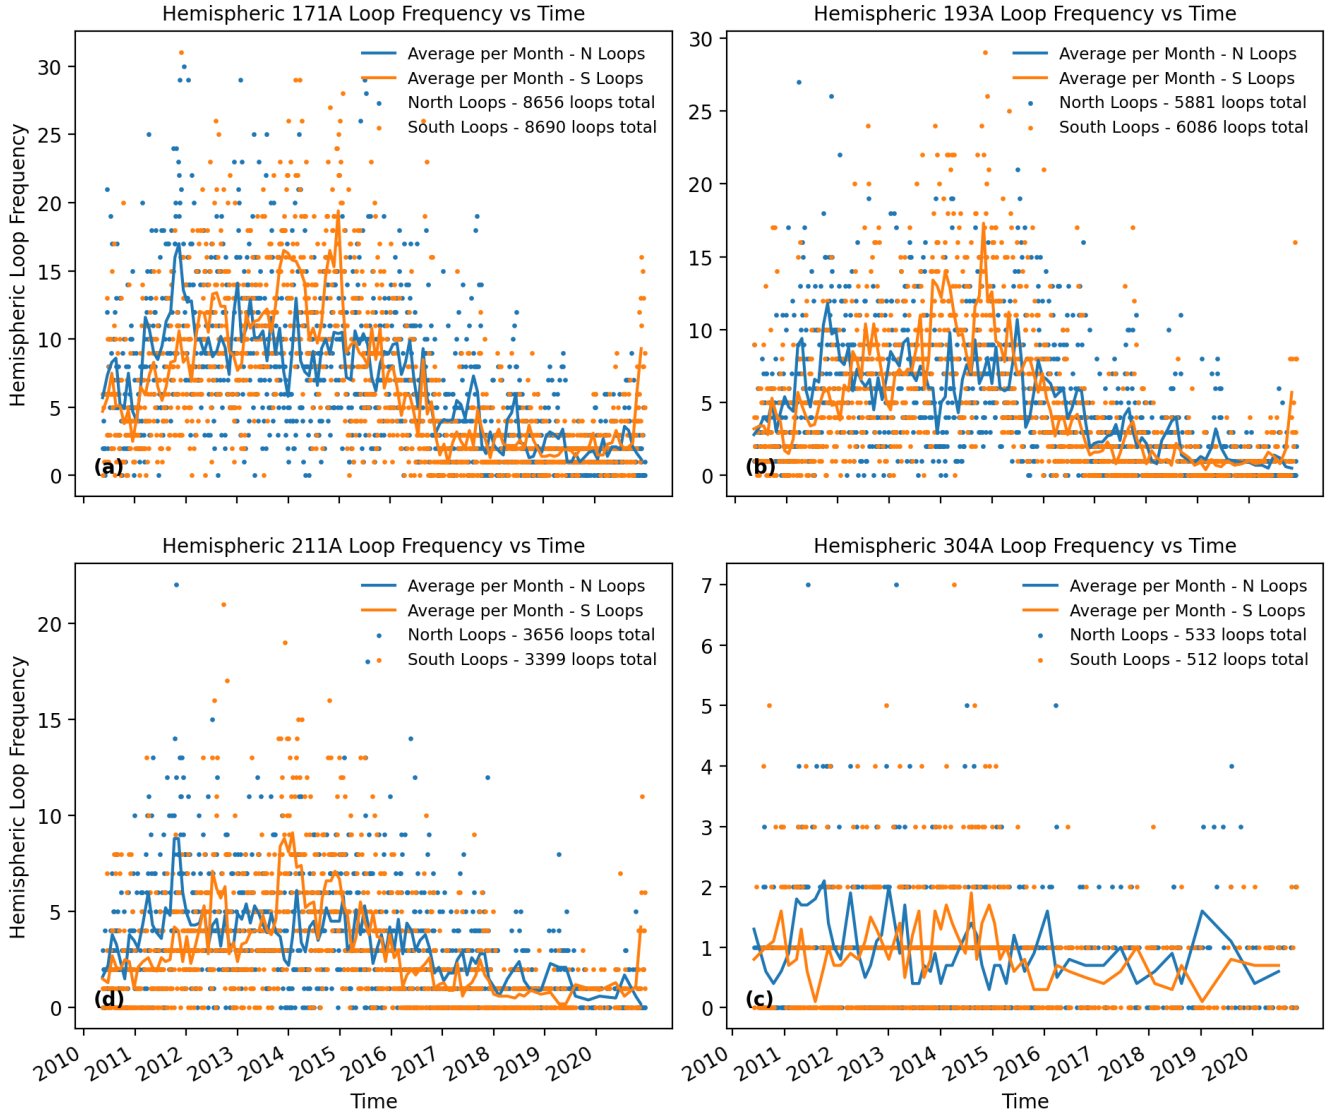 Hemispheric 171A Loop Frequency vs Time
Hemispheric Loop Frequency
30
25
20
15
10
5
0
Average per Month - N Loops
Average per Month - S Loops
North Loops - 8656 loops total
South Loops - 8690 loops total
(a)
Hemispheric 193A Loop Frequency vs Time
30
25
20
15
10
5
0
Average per Month - N Loops
Average per Month - S Loops
North Loops - 5881 loops total
South Loops - 6086 loops total
(b)
Hemispheric 211A Loop Frequency vs Time
Hemispheric Loop Frequency
20
15
10
5
0
Average per Month - N Loops
Average per Month - S Loops
North Loops - 3656 loops total
South Loops - 3399 loops total
(d)
2010 2011 2012 2013 2014 2015 2016 2017 2018 2019 2020
Time
Hemispheric 304A Loop Frequency vs Time
7
6
5
4
3
2
1
0
Average per Month - N Loops
Average per Month - S Loops
North Loops - 533 loops total
South Loops - 512 loops total
(c)
2010 2011 2012 2013 2014 2015 2016 2017 2018 2019 2020
Time